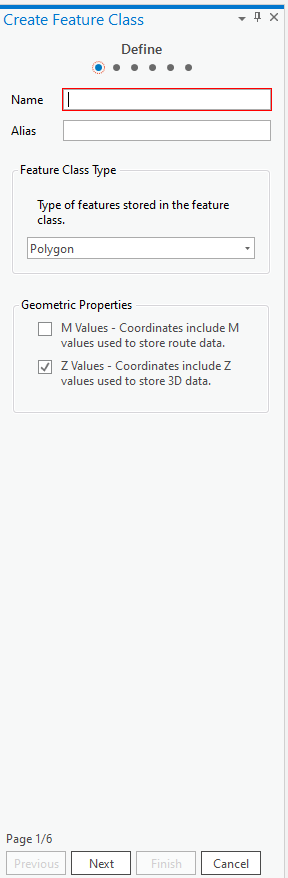 Create Feature Class
Define
Name
Alias
Feature Class Type
Type of features stored in the feature
class.
Polygon
Geometric Properties
M Values - Coordinates include M
values used to store route data.
Z Values - Coordinates include Z
values used to store 3D data.
Page 1/6
Previous Next Finish Cancel